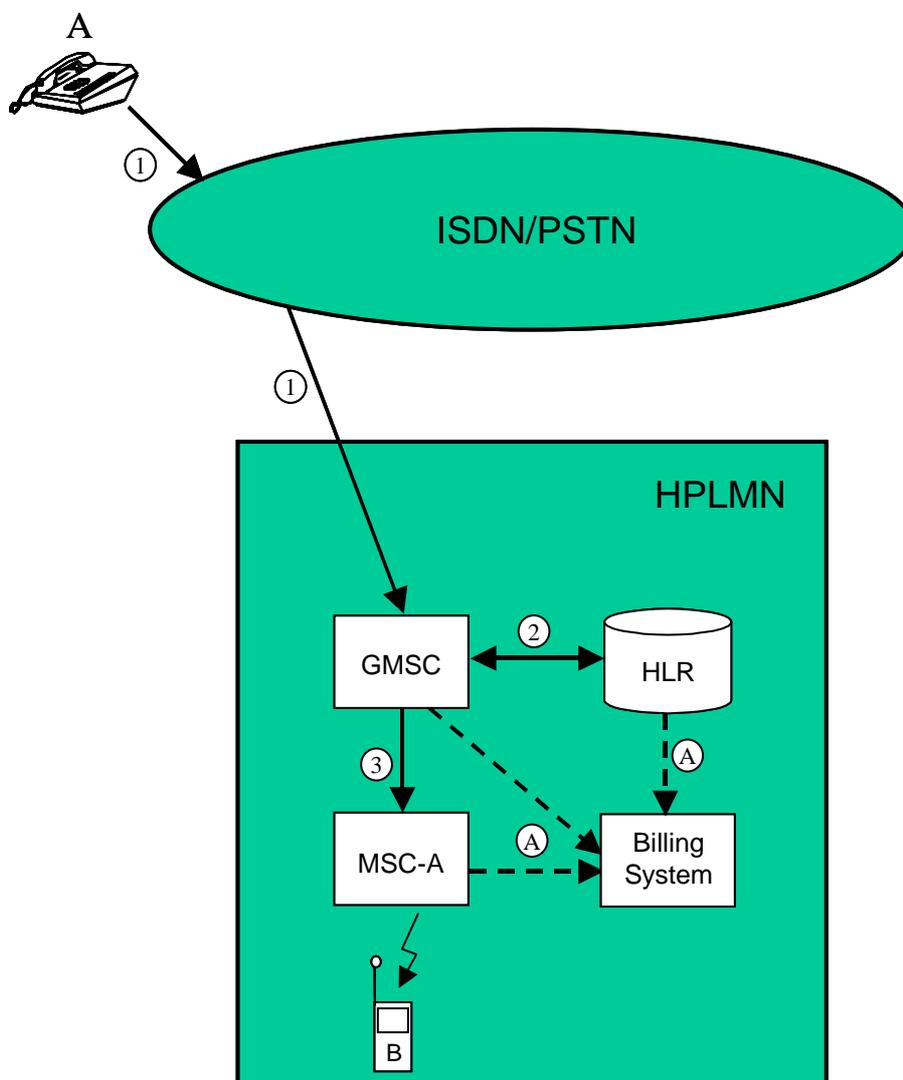 A
1
ISDN/PSTN
1
HPLMN
GMSC
2
HLR
3
A
MSC-A
A
Billing
System
B